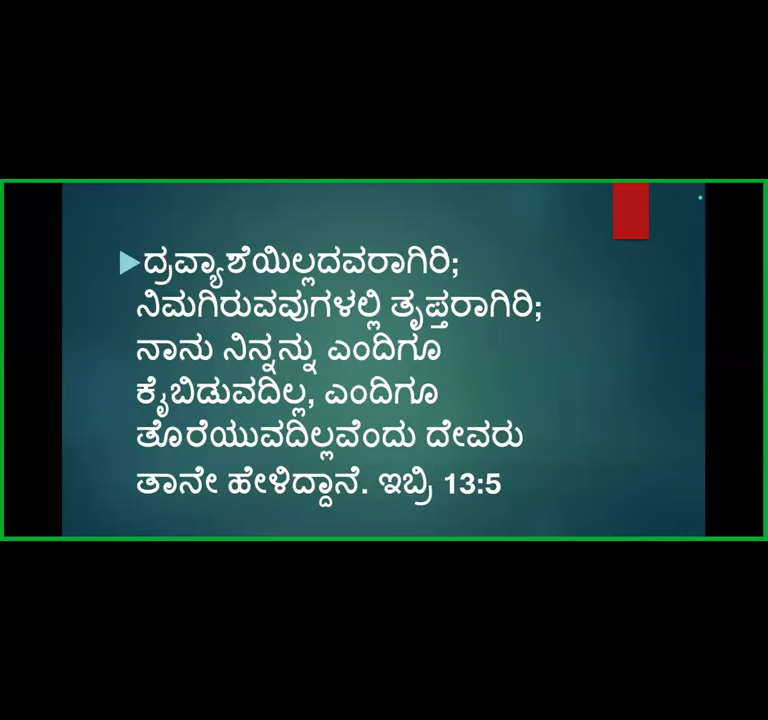 ದ್ರವ್ಯಾಶೆಯಿಲ್ಲದವರಾಗಿರಿ;
ನಿಮಗಿರುವವುಗಳಲ್ಲಿ ತೃಪ್ತರಾಗಿರಿ;
ನಾನು ನಿನ್ನನ್ನು ಎಂದಿಗೂ
ಕೈಬಿಡುವದಿಲ್ಲ, ಎಂದಿಗೂ
ತೊರೆಯುವದಿಲ್ಲವೆಂದು ದೇವರು
ತಾನೇ ಹೇಳಿದ್ದಾನೆ. ಇಬ್ರಿ 13:5